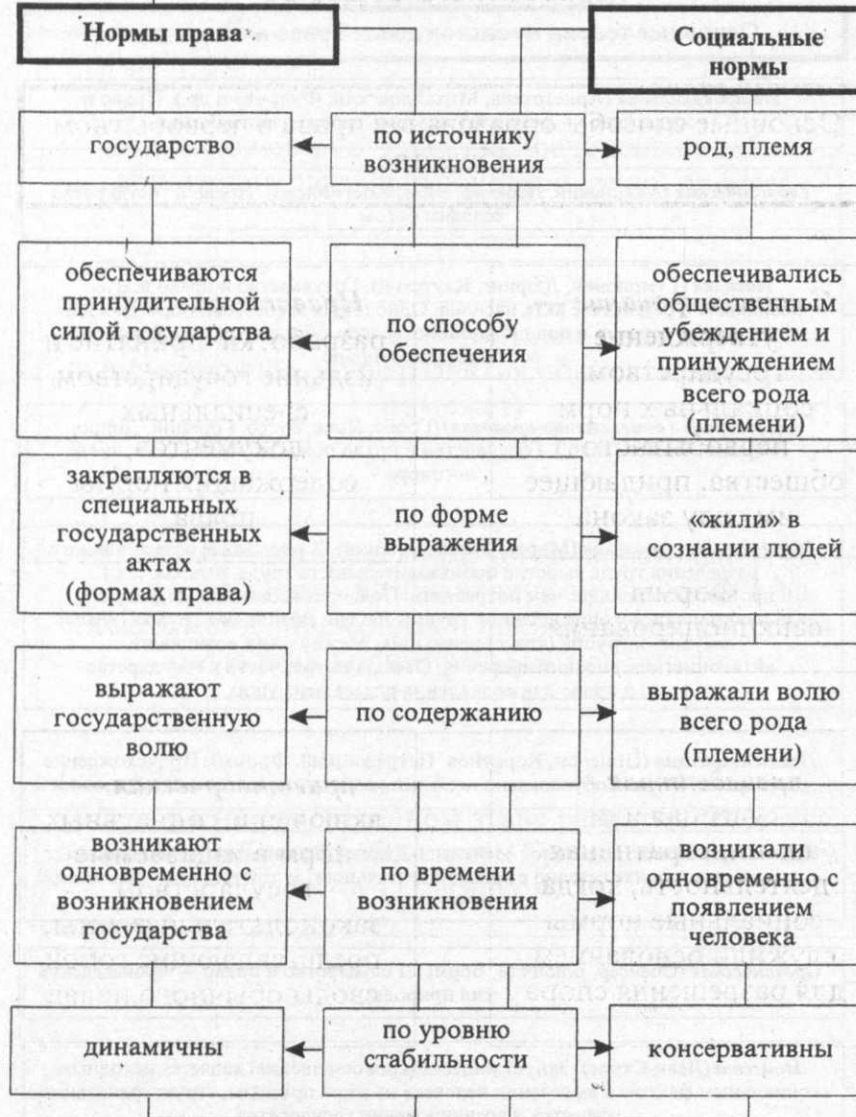 Нормы права
Социальные
нормы
государство
по источнику
возникновения
род, племя
обеспечиваются
принудительной
силой государства
по способу
обеспечения
обеспечивались
общественным
убеждением и
принуждением
всего рода
(племени)
закрепляются в
специальных
государственных
актах
(формах права)
по форме
выражения
«жили» в
сознании людей
выражают
государственную
волю
по содержанию
выражали волю
всего рода
(племени)
возникают
одновременно с
возникновением
государства
по времени
возникновения
возникали
одновременно с
появлением
человека
динамичны
по уровню
стабильности
консервативны